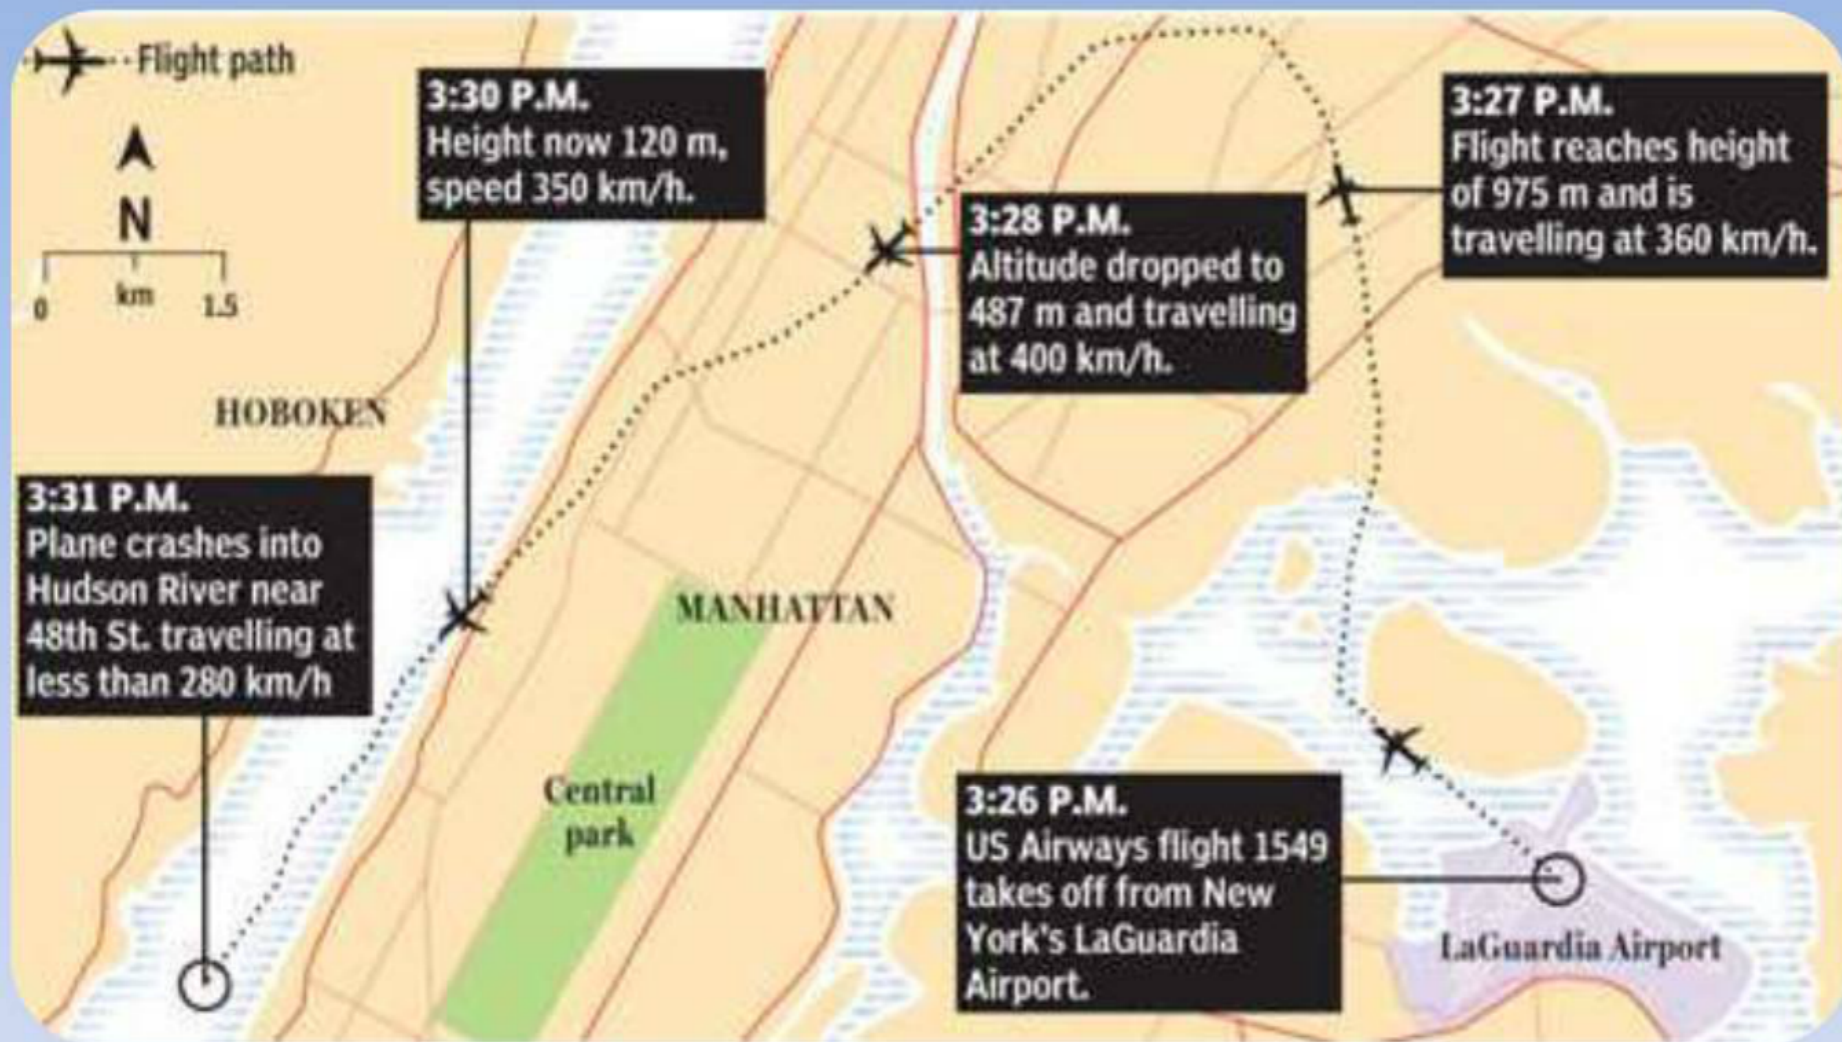 Flight path
N
0 km 1.5
3:30 P.M.
Height now 120 m,
speed 350 km/h.
3:27 P.M.
Flight reaches height
of 975 m and is
travelling at 360 km/h.
3:28 P.M.
Altitude dropped to
487 m and travelling
at 400 km/h.
HOBOKEN
3:31 P.M.
Plane crashes into
Hudson River near
48th St. travelling at
less than 280 km/h
MANHATTAN
Central
park
3:26 P.M.
US Airways flight 1549
takes off from New
York's LaGuardia
Airport.
LaGuardia Airport